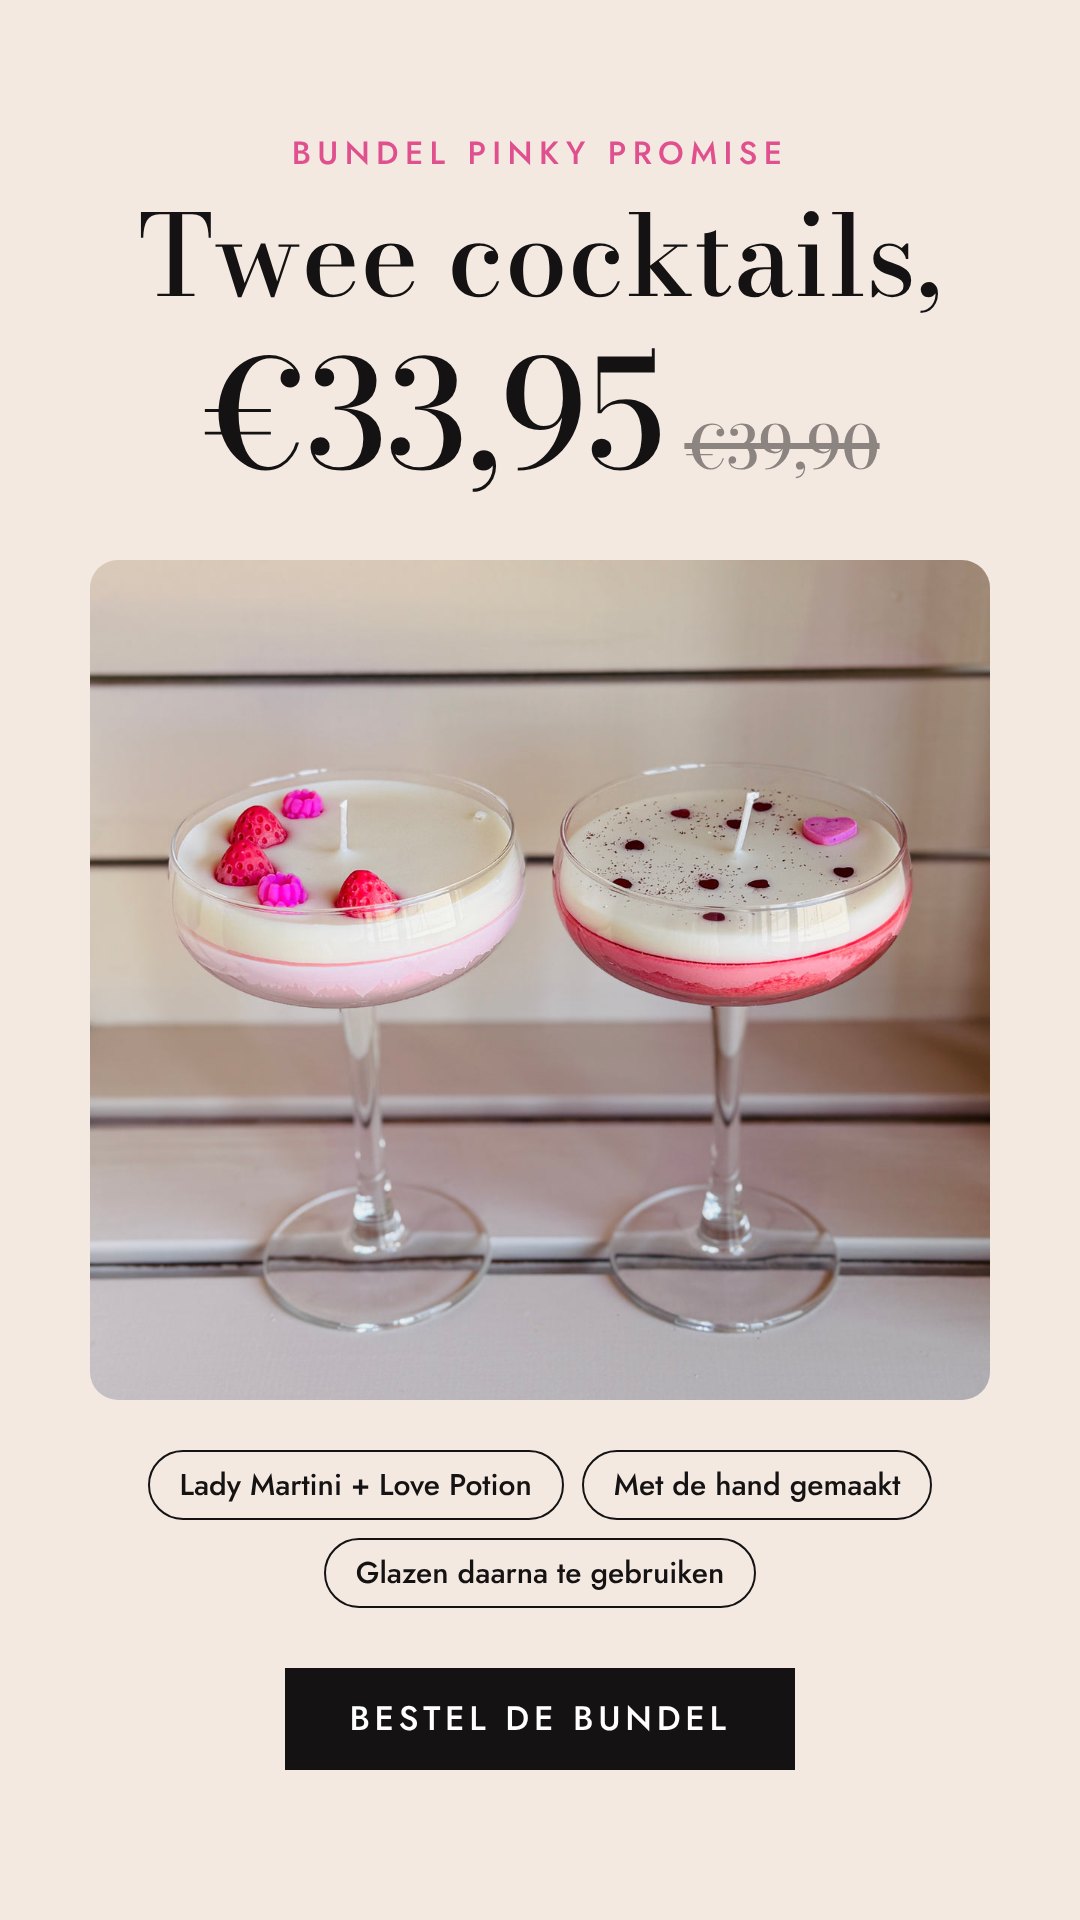 BUNDEL PINKY PROMISE
Twee cocktails,
€33,95 €39,90
Lady Martini + Love Potion
Met de hand gemaakt
Glazen daarna te gebruiken
BESTEL DE BUNDEL